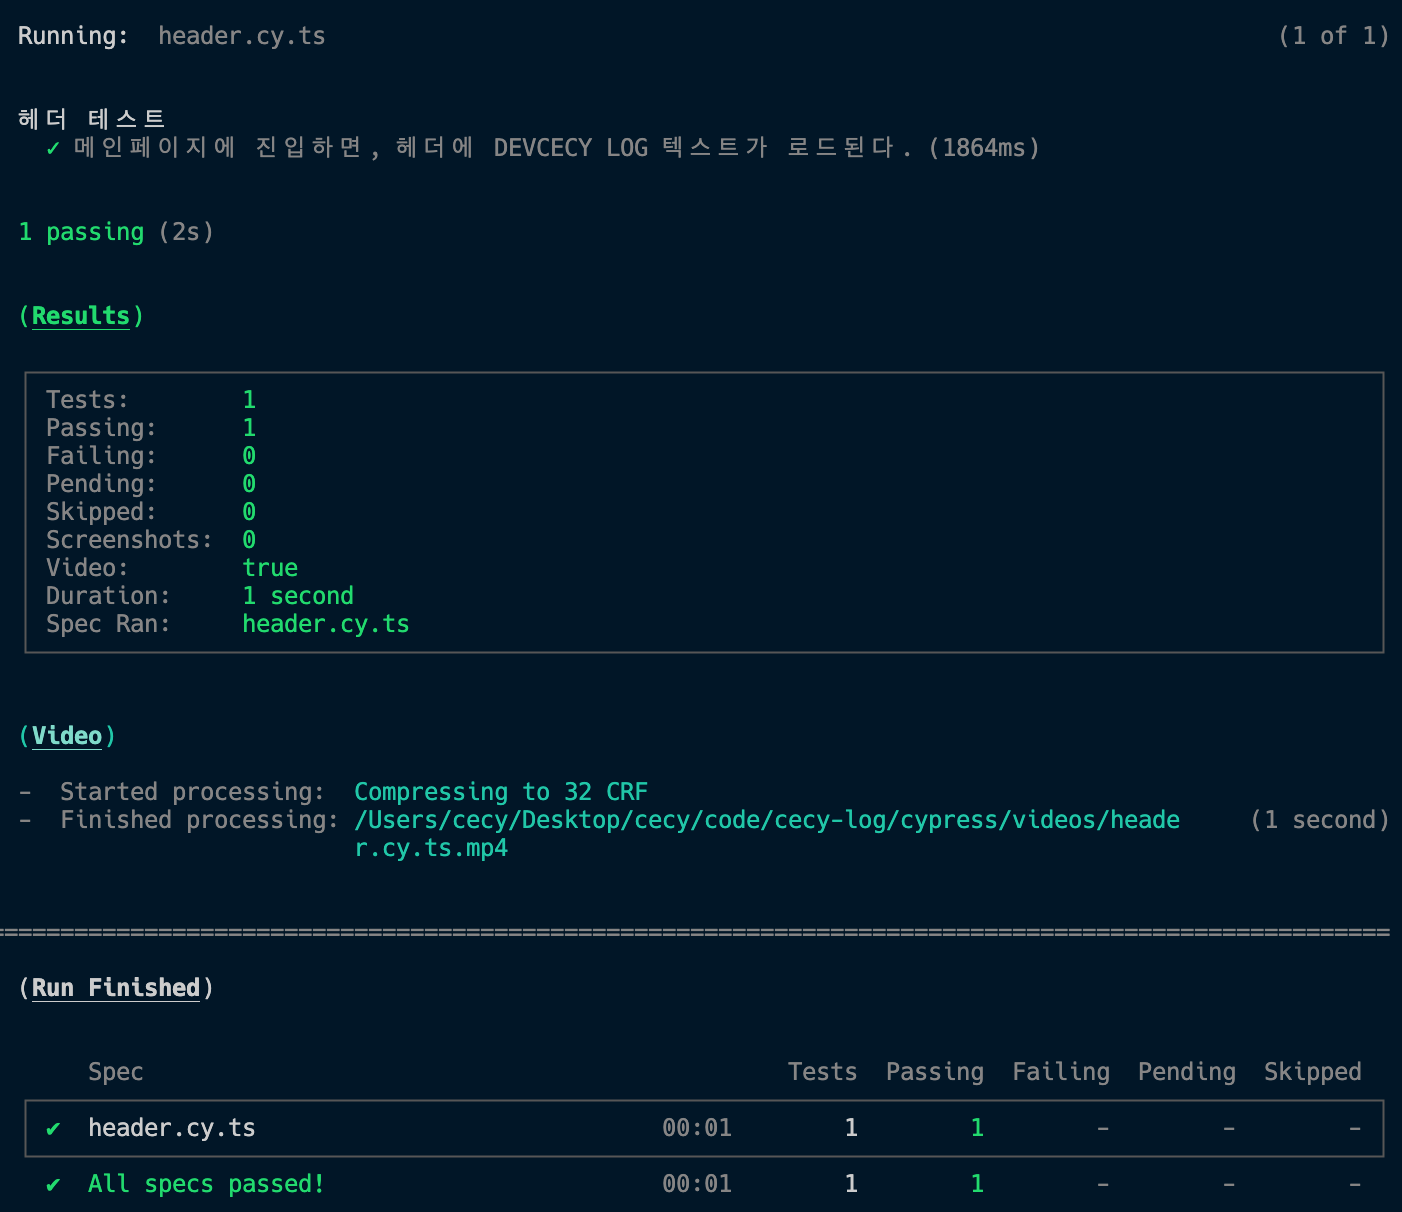 Running:  header.cy.ts (1 of 1)
헤더 테스트
✓ 메인페이지에 진입하면, 헤더에 DEVCECY LOG 텍스트가 로드된다. (1864ms)
1 passing (2s)
(Results)
Tests: 1
Passing: 1
Failing: 0
Pending: 0
Skipped: 0
Screenshots: 0
Video: true
Duration: 1 second
Spec Ran: header.cy.ts
(Video)
- Started processing: Compressing to 32 CRF
- Finished processing: /Users/cecy/Desktop/cecy/code/cecy-log/cypress/videos/heade (1 second)
r.cy.ts.mp4
===================================================================================================
(Run Finished)
Spec Tests Passing Failing Pending Skipped
✔ header.cy.ts 00:01 1 1 - - -
✔ All specs passed! 00:01 1 1 - - -